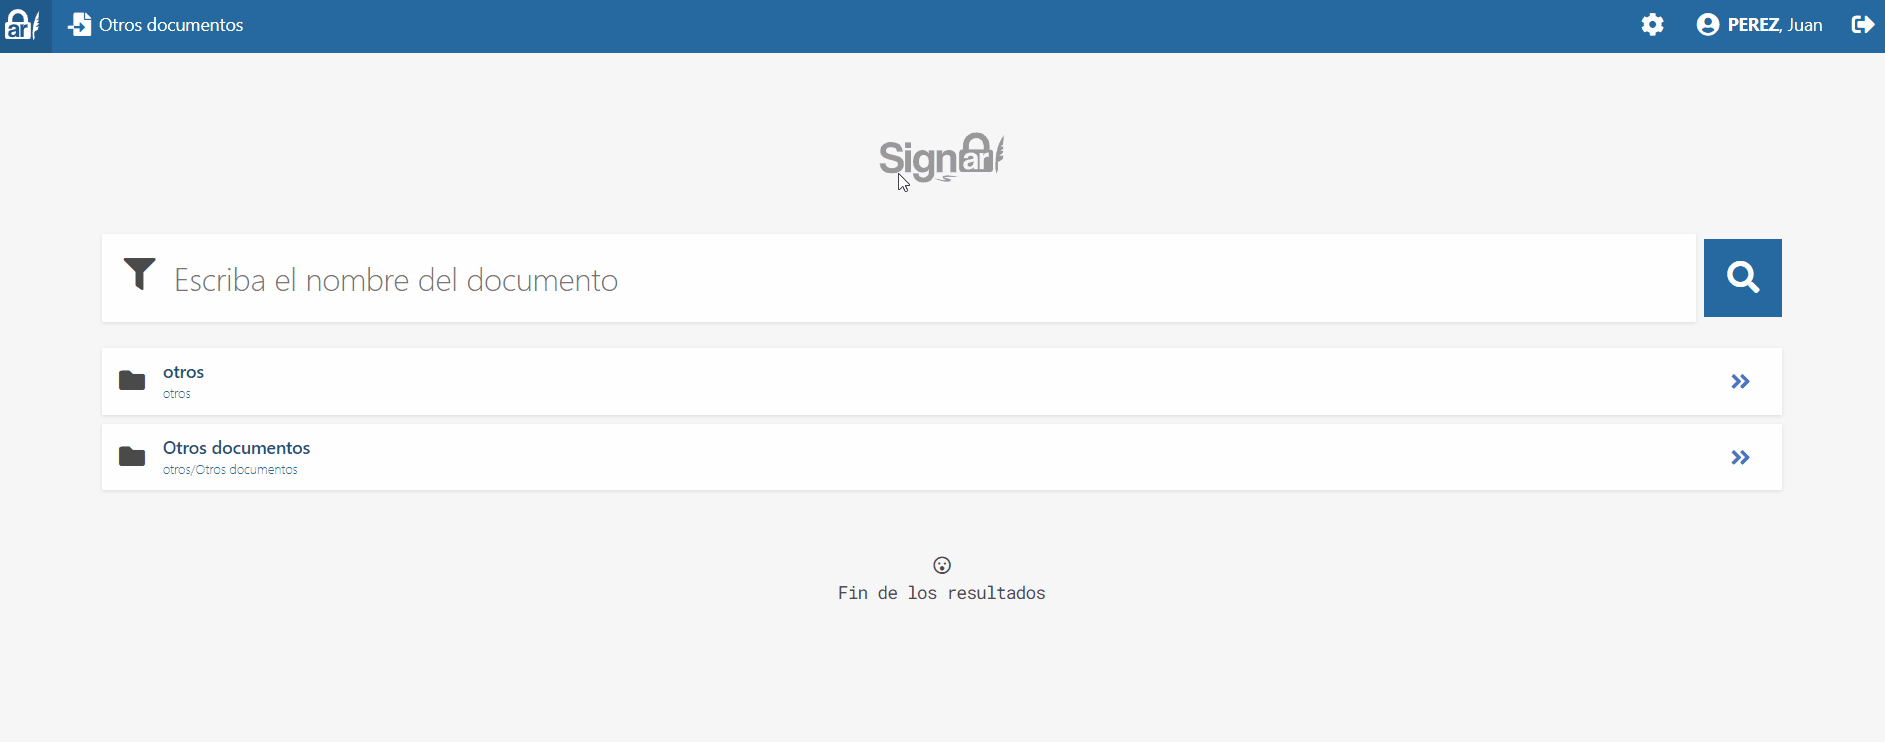 ar Otros documentos PEREZ, Juan
Signar
Escriba el nombre del documento
otros
otros
Otros documentos
otros/Otros documentos
Fin de los resultados